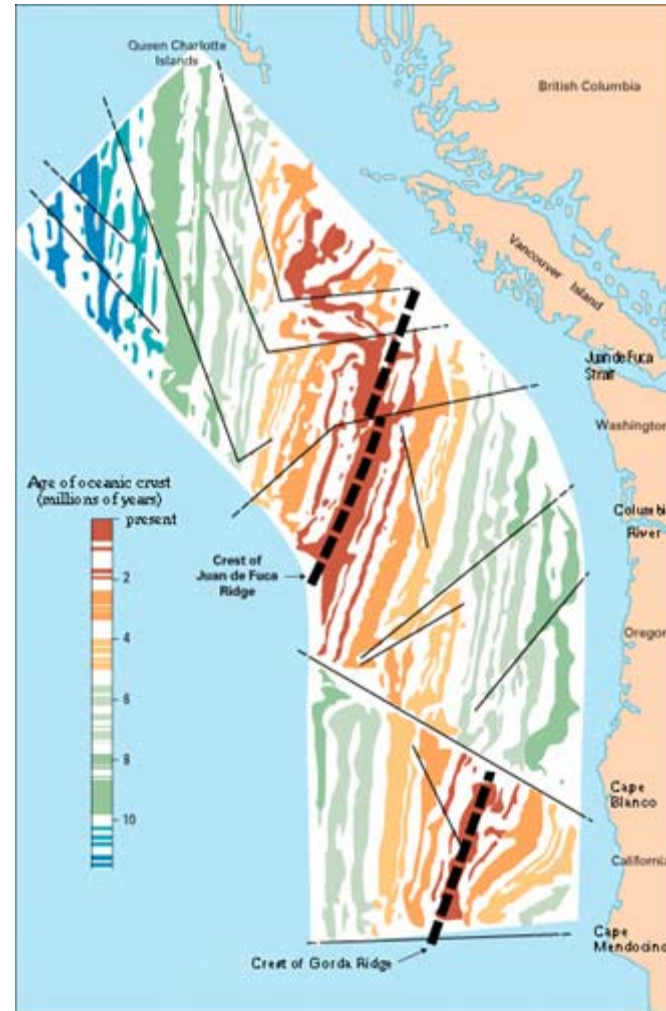 Queen Charlotte
Islands
British Columbia
Vancouver Island
Juan de Fuca
Strait
Washington
Age of oceanic crust
(millions of years)
present
2
4
6
8
10
Columbi
River
Crest of
Juan de Fuca
Ridge
Oregon
Cape
Blanco
California
Cape
Mendocino
Crest of Gorda Ridge